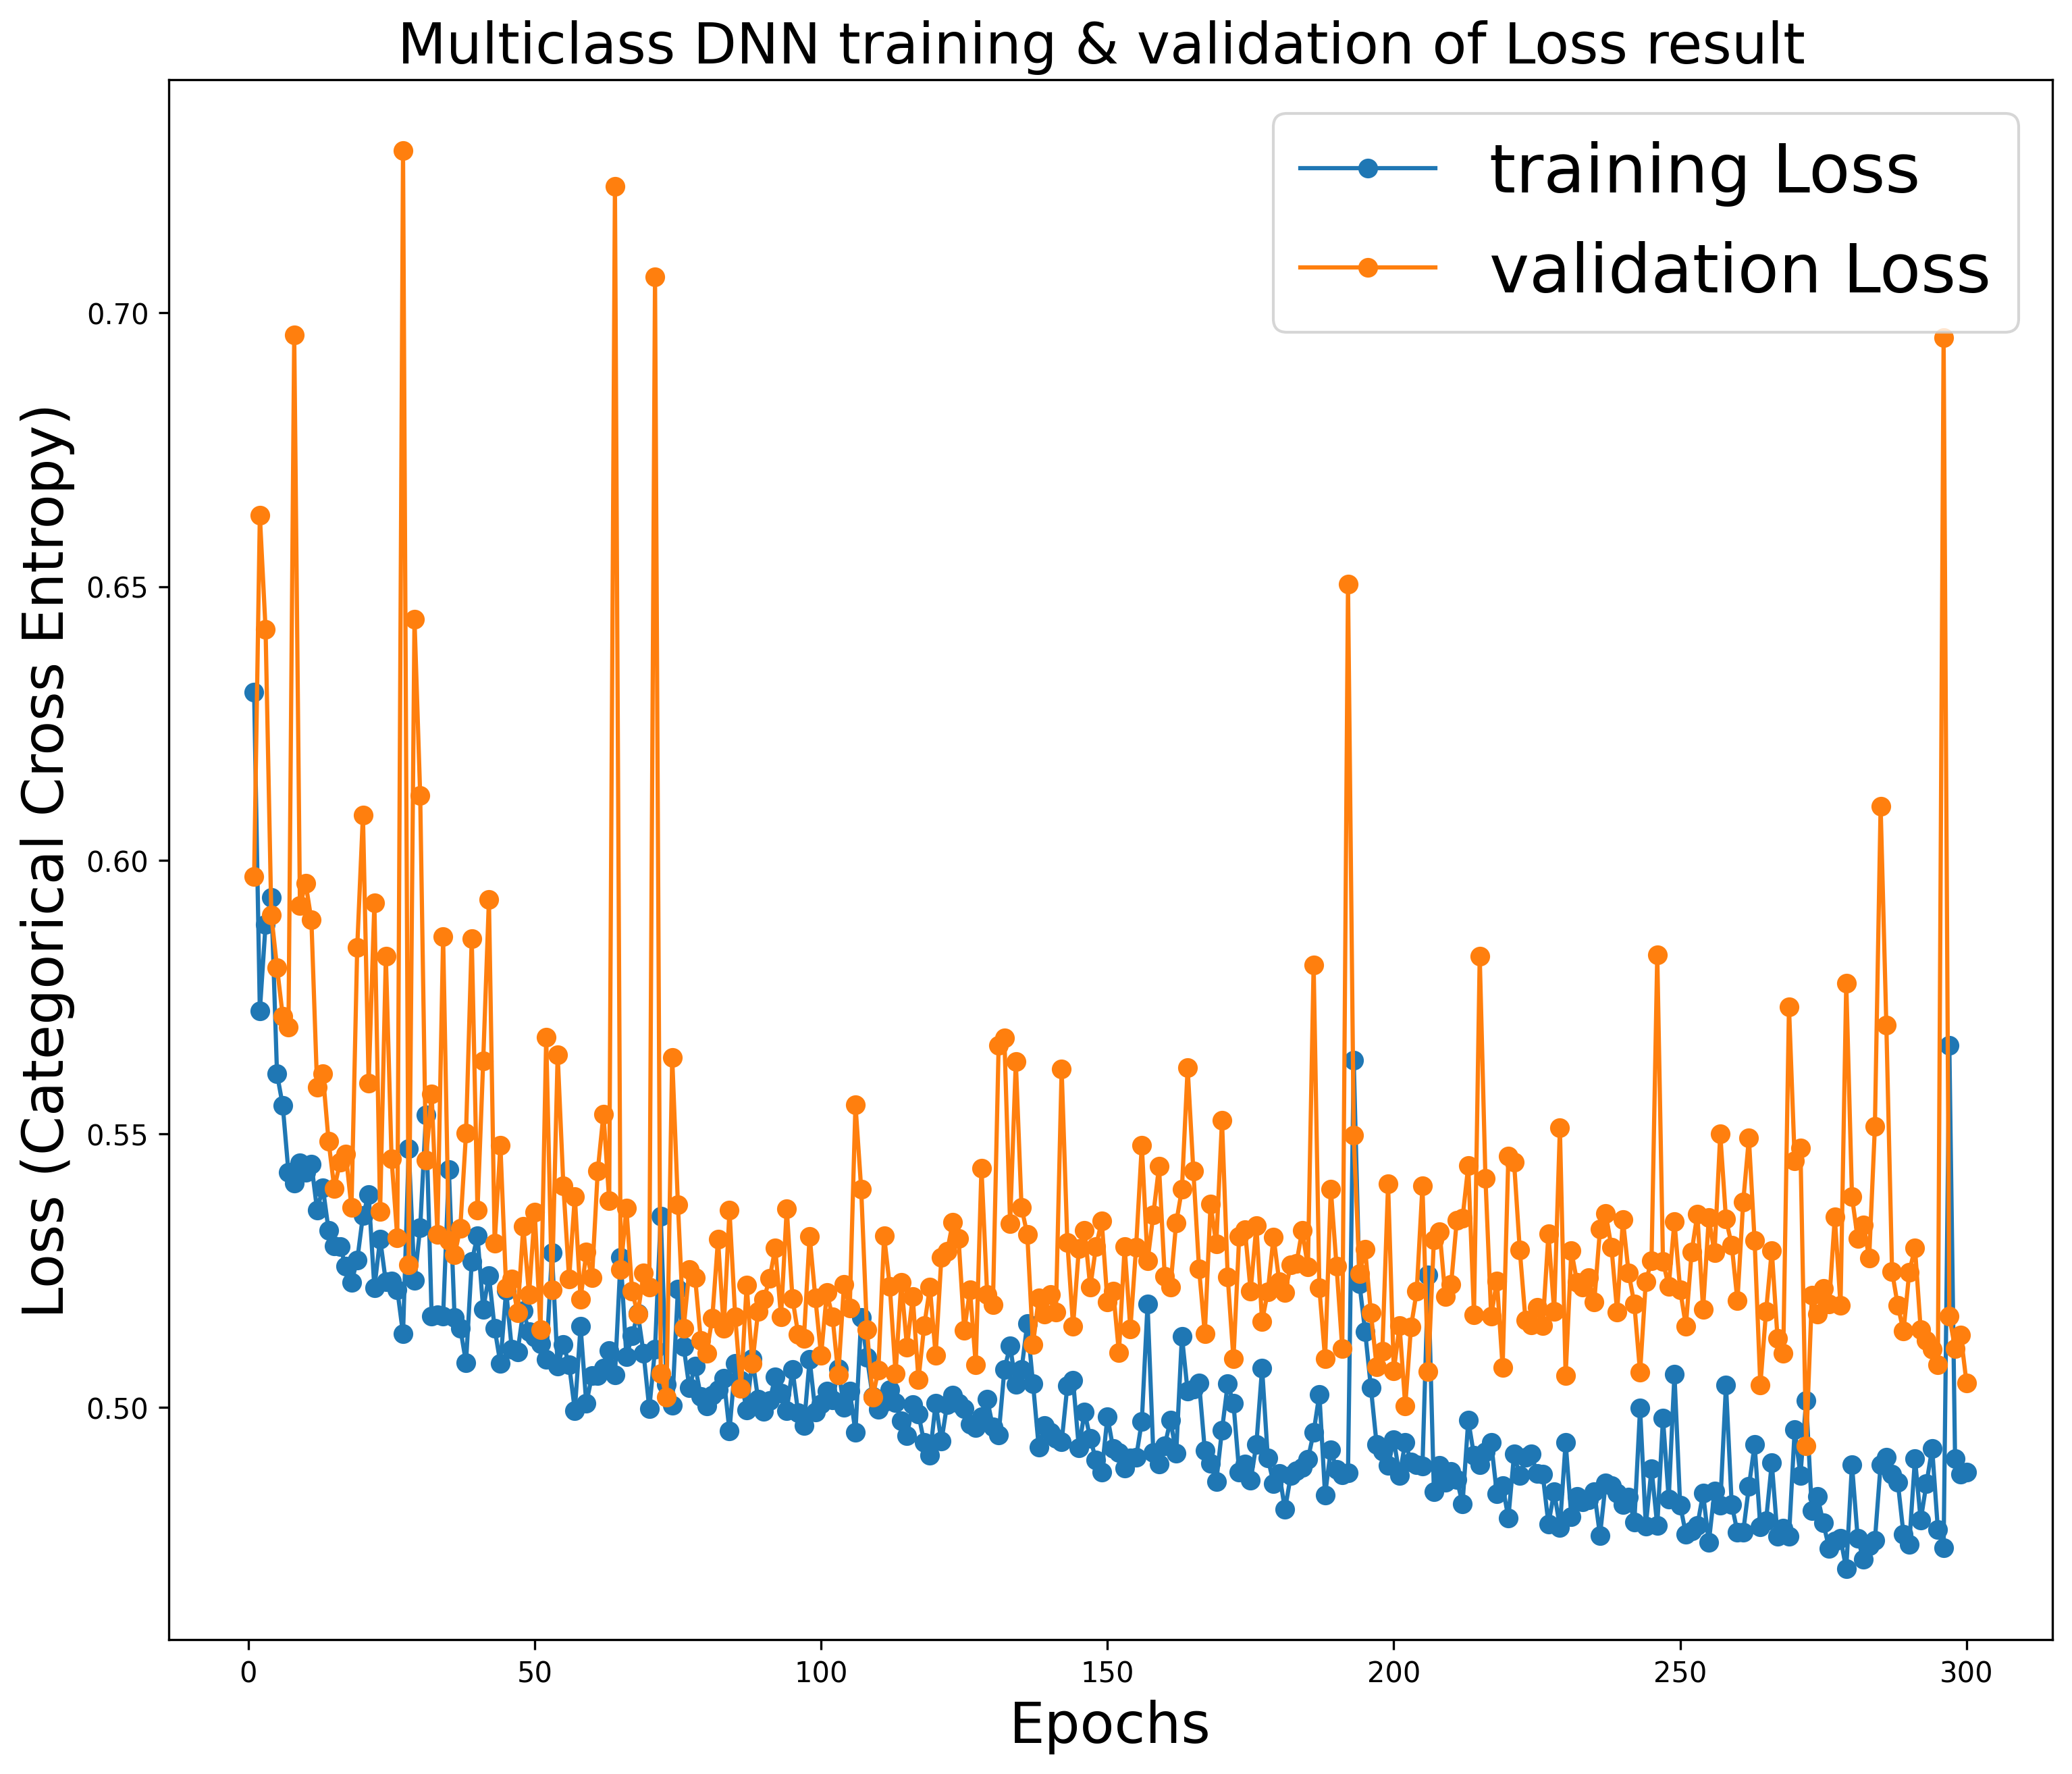 Multiclass DNN training & validation of Loss result
training Loss
validation Loss
Loss (Categorical Cross Entropy)
0.70
0.65
0.60
0.55
0.50
0
50
100
150
200
250
300
Epochs